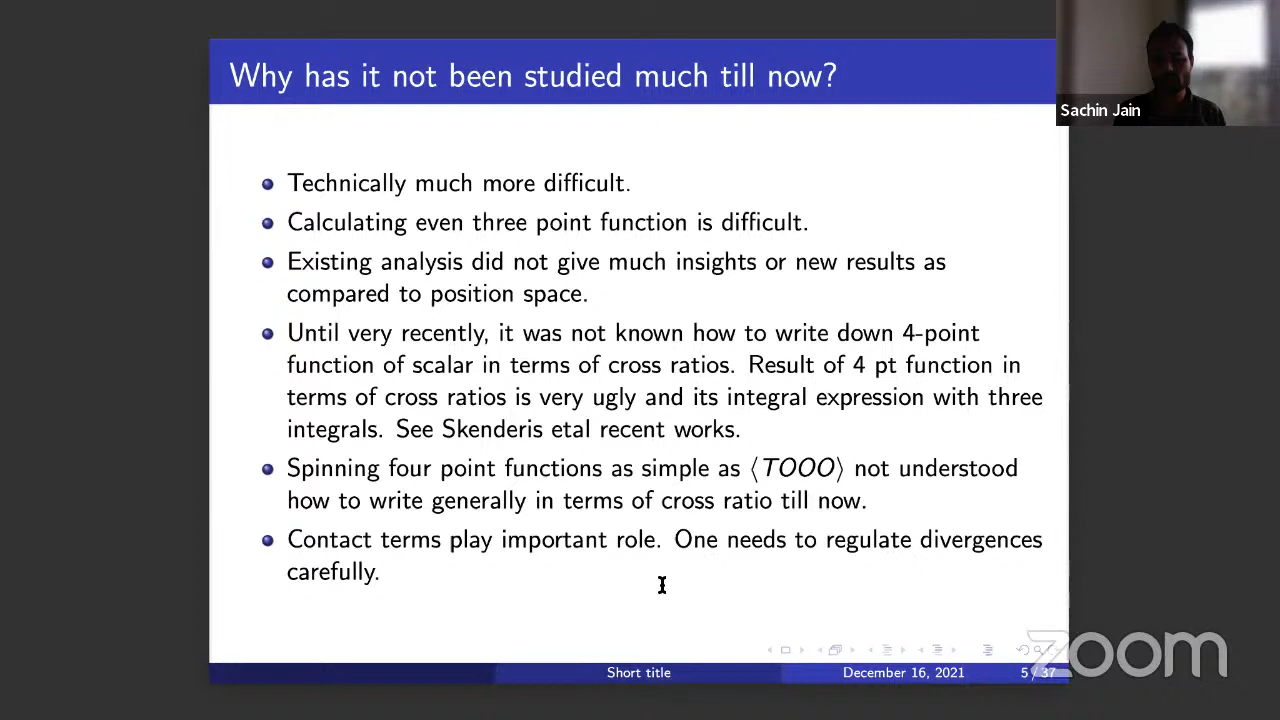 Why has it not been studied much till now?
Sachin Jain
Technically much more difficult.
Calculating even three point function is difficult.
Existing analysis did not give much insights or new results as
compared to position space.
Until very recently, it was not known how to write down 4-point
function of scalar in terms of cross ratios. Result of 4 pt function in
terms of cross ratios is very ugly and its integral expression with three
integrals. See Skenderis etal recent works.
Spinning four point functions as simple as ⟨TOOO⟩ not understood
how to write generally in terms of cross ratio till now.
Contact terms play important role. One needs to regulate divergences
carefully.
zoom
Short title December 16, 2021 5 / 37